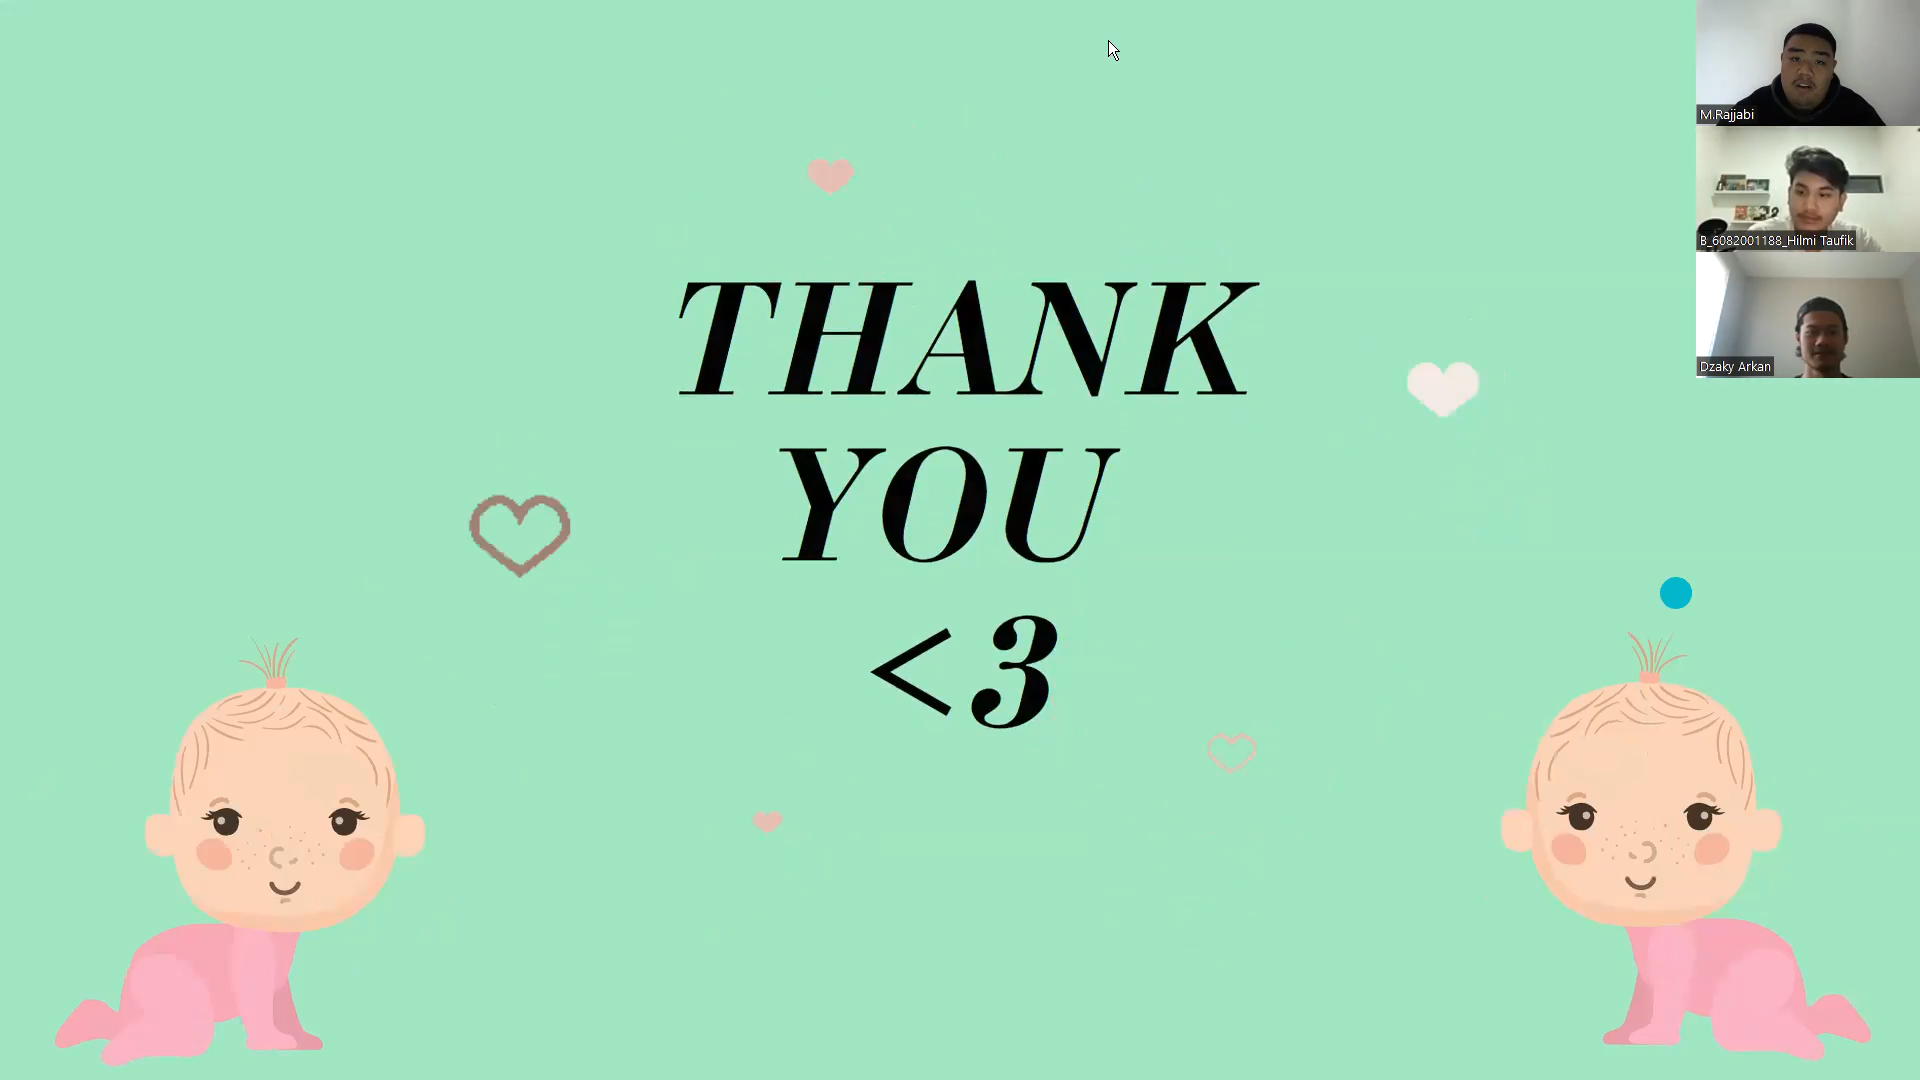 THANK
YOU
<3
M.Rajjabi
B_6082001188_Hilmi Taufik
Dzaky Arkan